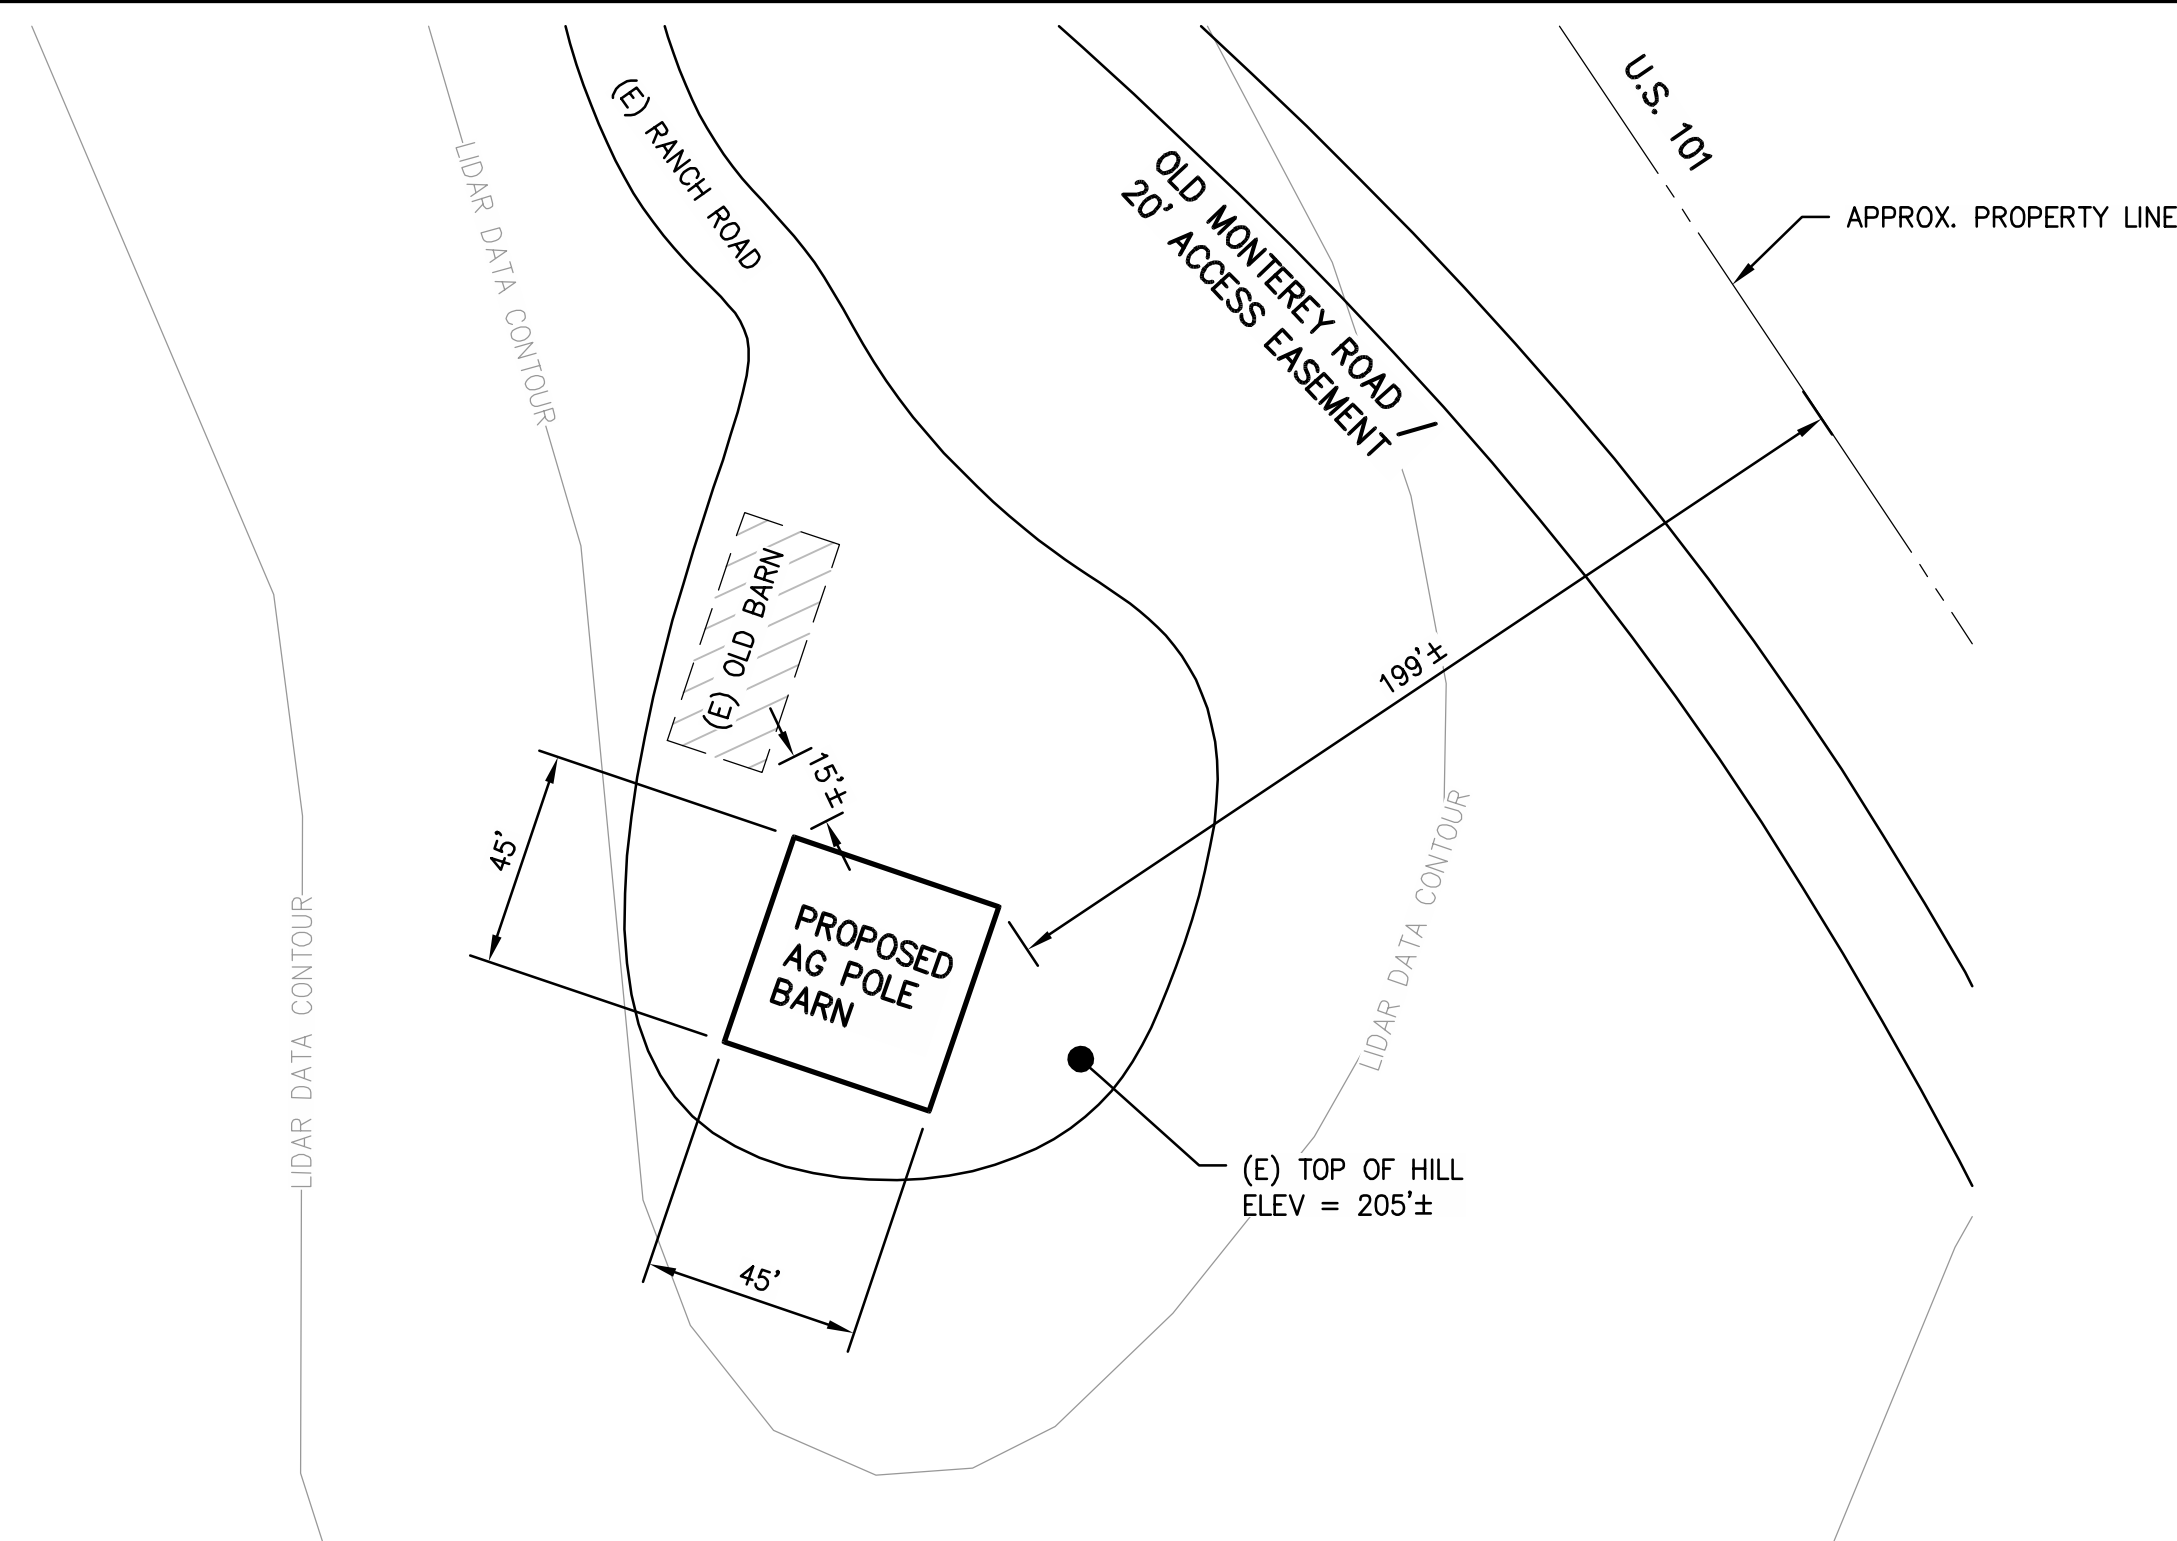 U.S. 101
(E) RANCH ROAD
LIDAR DATA CONTOUR
OLD MONTEREY ROAD /
20' ACCESS EASEMENT
APPROX. PROPERTY LINE
(E) OLD BARN
199'±
15'±
45'
PROPOSED
AG POLE
BARN
LIDAR DATA CONTOUR
LIDAR DATA CONTOUR
(E) TOP OF HILL
ELEV = 205'±
45'